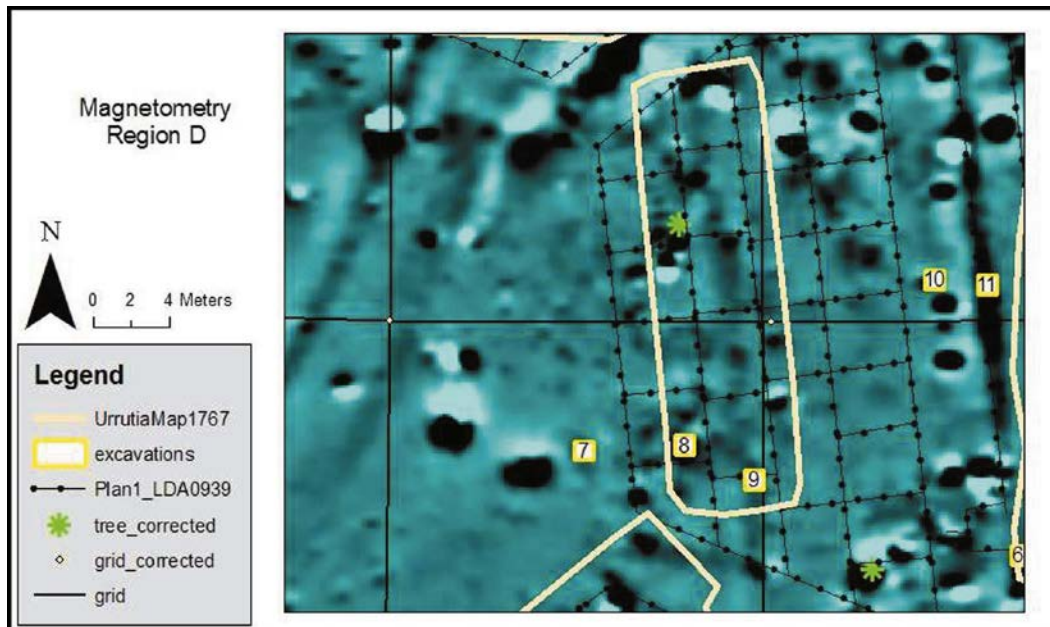 Magnetometry
Region D
N
0 2 4 Meters
Legend
UrrutiaMap1767
excavations
Plan1_LDA0939
tree_corrected
grid_corrected
grid
10
11
7
8
9
6